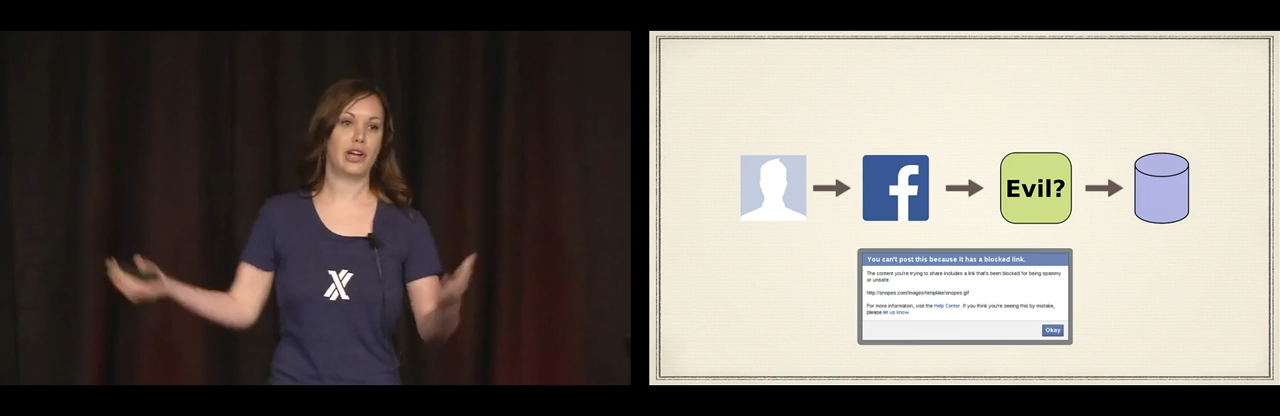 Evil?
You can't post this because it has a blocked link.
The content you're trying to share includes a link that's been blocked for being spammy
or unsafe:
http://snopes.com/images/template/snopes.gif
For more information, visit the Help Center. If you think you're seeing this by mistake,
please let us know.
Okay